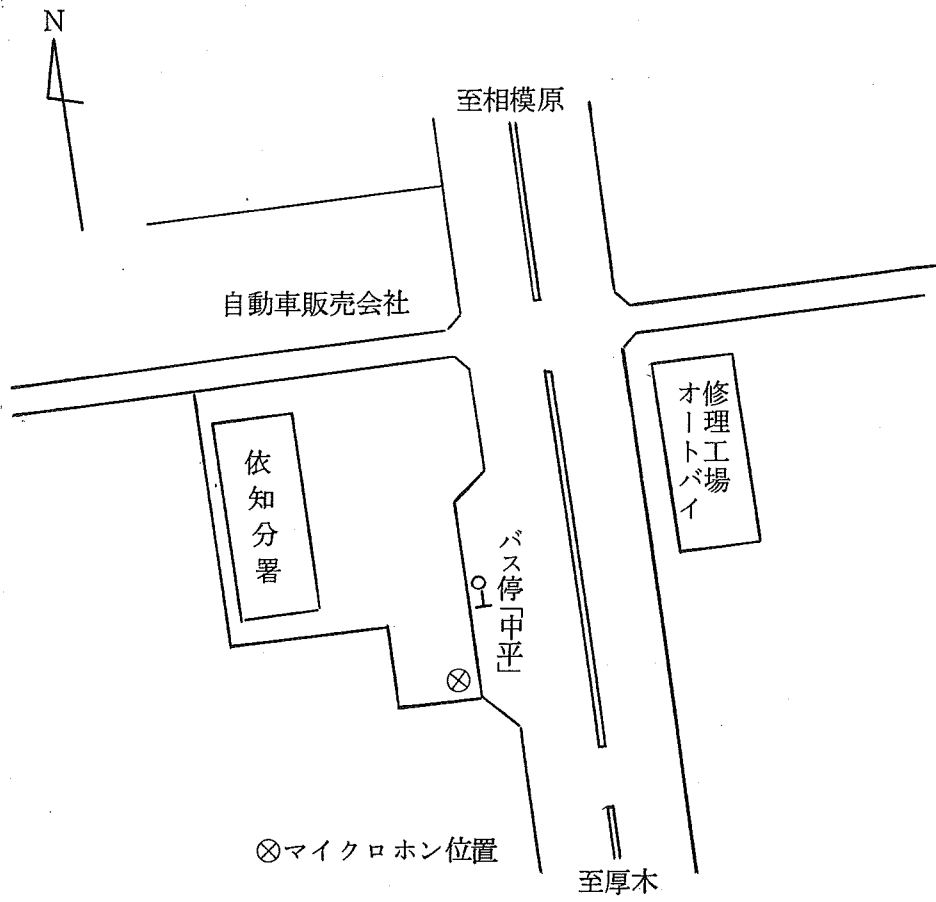 N
至相模原
自動車販売会社
修理工場
オートバイ
依知分署
バス停「中平」
⊗マイクロホン位置
至厚木